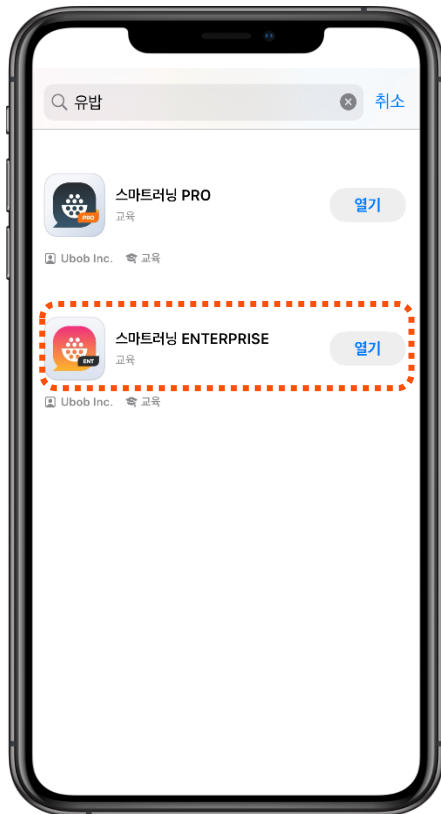 유밥
취소
스마트러닝 PRO
교육
PRO
열기
Ubob Inc. 교육
스마트러닝 ENTERPRISE
교육
ENT
열기
Ubob Inc. 교육